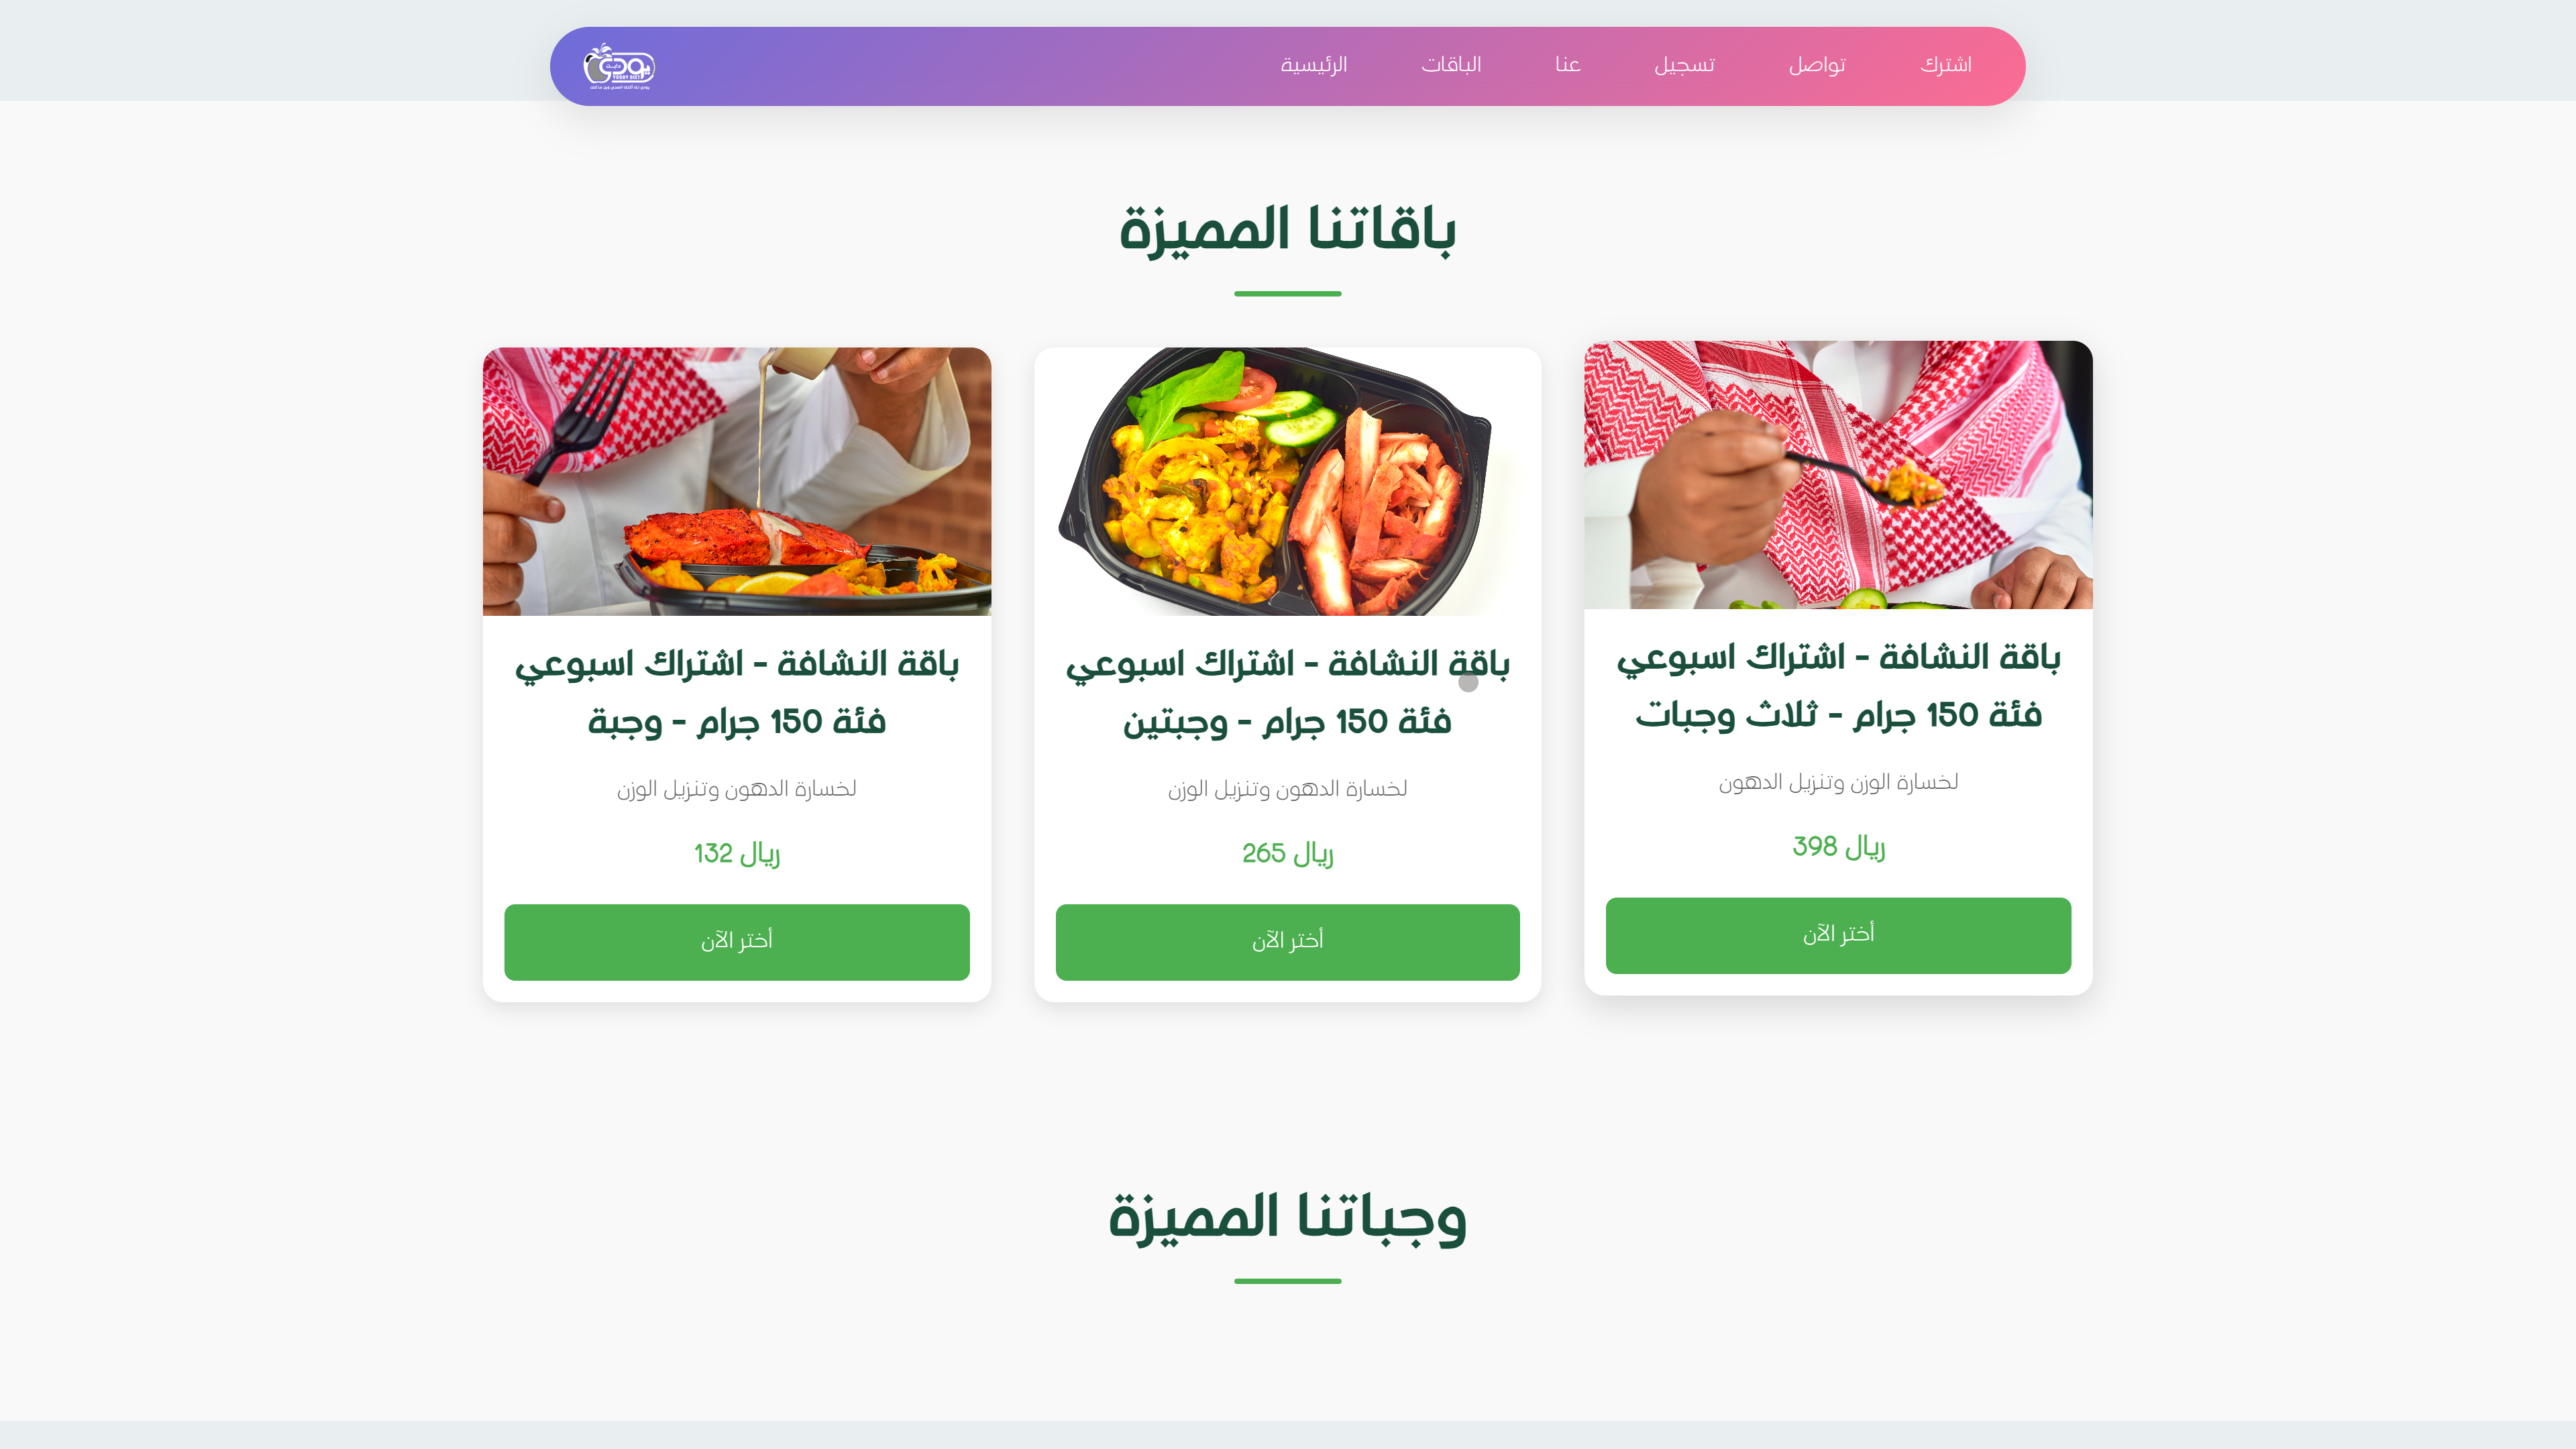 اشترك
تواصل
تسجيل
عنا
الباقات
الرئيسية
يودي
دايت
YODDY DIET
باقاتنا المميزة
باقة النشافة - اشتراك اسبوعي
فئة 150 جرام - ثلاث وجبات
لخسارة الوزن وتنزيل الدهون
398 ريال
أختر الآن
باقة النشافة - اشتراك اسبوعي
فئة 150 جرام - وجبتين
لخسارة الدهون وتنزيل الوزن
265 ريال
أختر الآن
باقة النشافة - اشتراك اسبوعي
فئة 150 جرام - وجبة
لخسارة الدهون وتنزيل الوزن
132 ريال
أختر الآن
وجباتنا المميزة